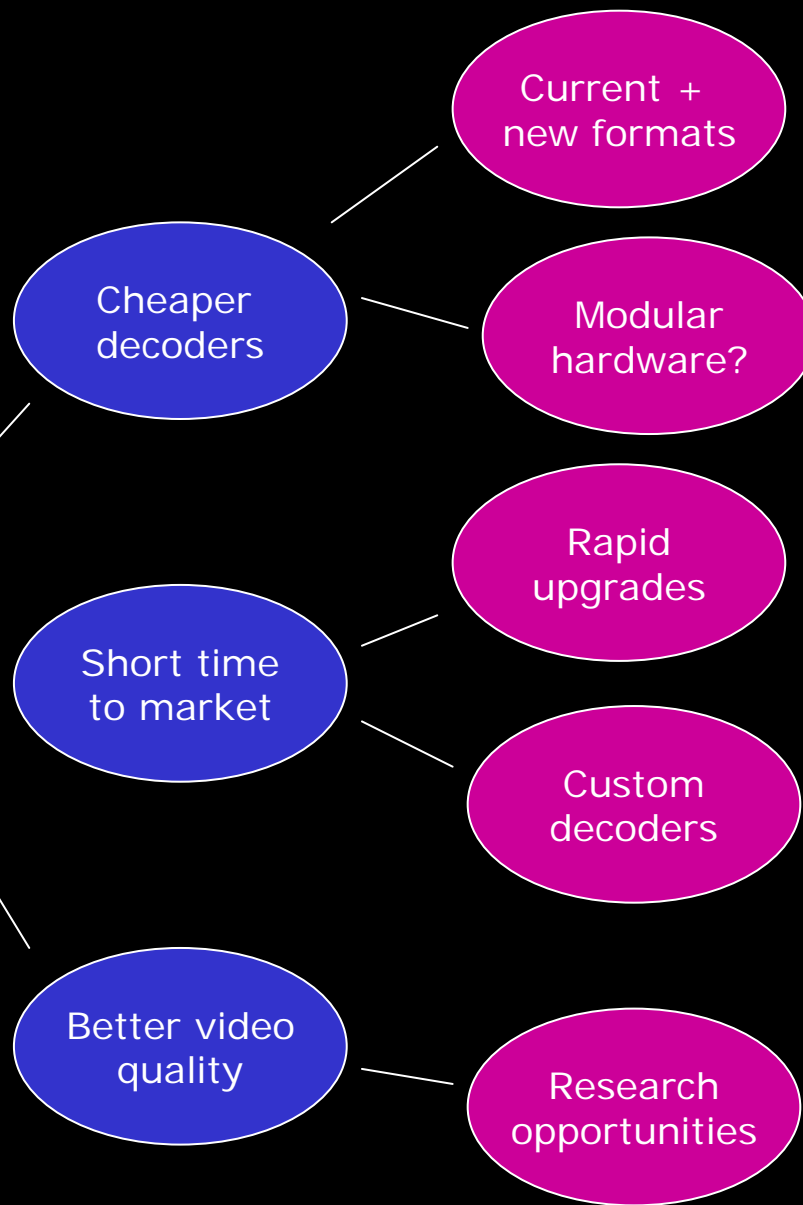 Current +
new formats
Cheaper
decoders
Modular
hardware?
Rapid
upgrades
Short time
to market
Custom
decoders
Better video
quality
Research
opportunities